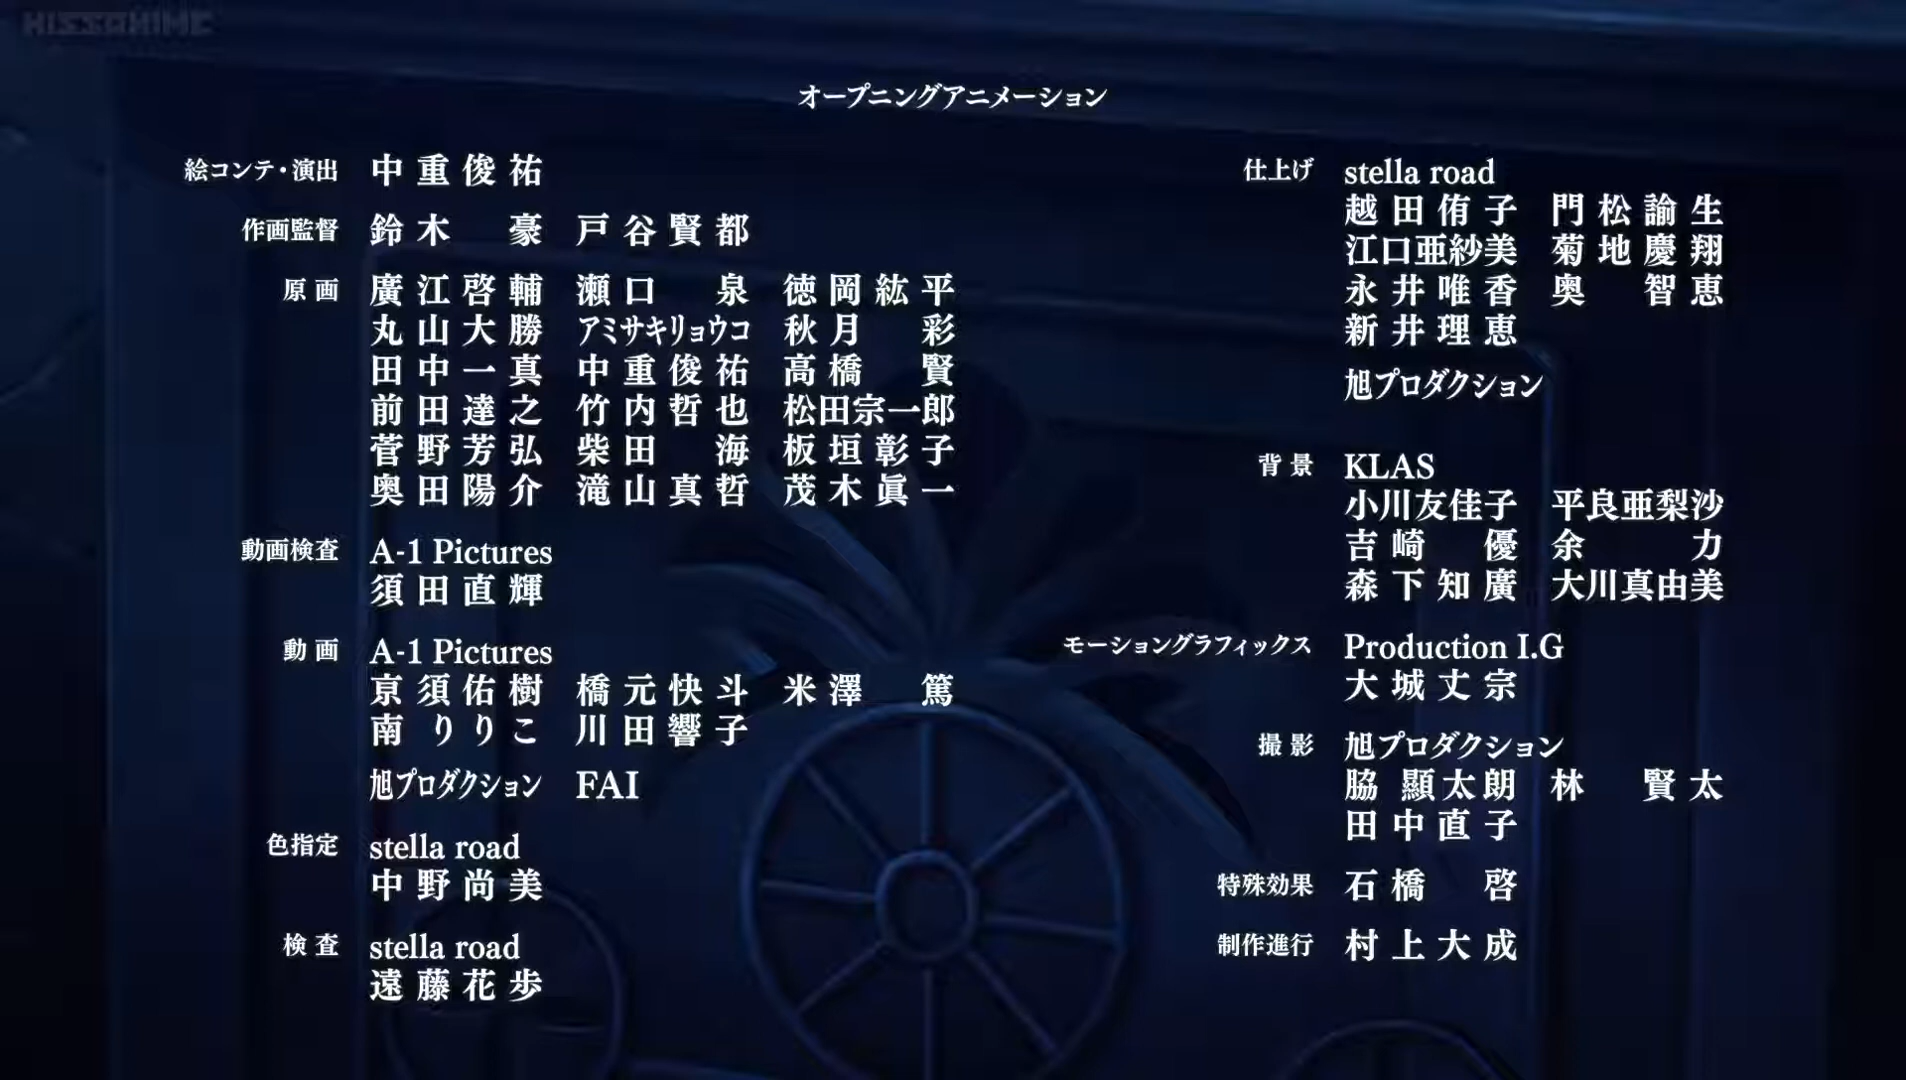 HISSAHIME
オープニングアニメーション
絵コンテ・演出 中重俊祐
作画監督 鈴木 豪 戸谷賢都
原画 廣江啓輔 瀬口 泉 徳岡紘平
丸山大勝 アミサキリョウコ 秋月 彩
田中一真 中重俊祐 高橋 賢
前田達之 竹内哲也 松田宗一郎
菅野芳弘 柴田 海 板垣彰子
奥田陽介 滝山真哲 茂木眞一
動画検査 A-1 Pictures
須田直輝
動画 A-1 Pictures
京須佑樹 橋元快斗 米澤 篤
南 りりこ 川田響子
旭プロダクション FAI
色指定 stella road
中野尚美
検査 stella road
遠藤花歩
仕上げ stella road
越田侑子 門松諭生
江口亜紗美 菊地慶翔
永井唯香 奥 智恵
新井理恵
旭プロダクション
背景 KLAS
小川友佳子 平良亜梨沙
吉崎 優 余 力
森下知廣 大川真由美
モーショングラフィックス Production I.G
大城丈宗
撮影 旭プロダクション
脇 顯太朗 林 賢太
田中直子
特殊効果 石橋 啓
制作進行 村上大成